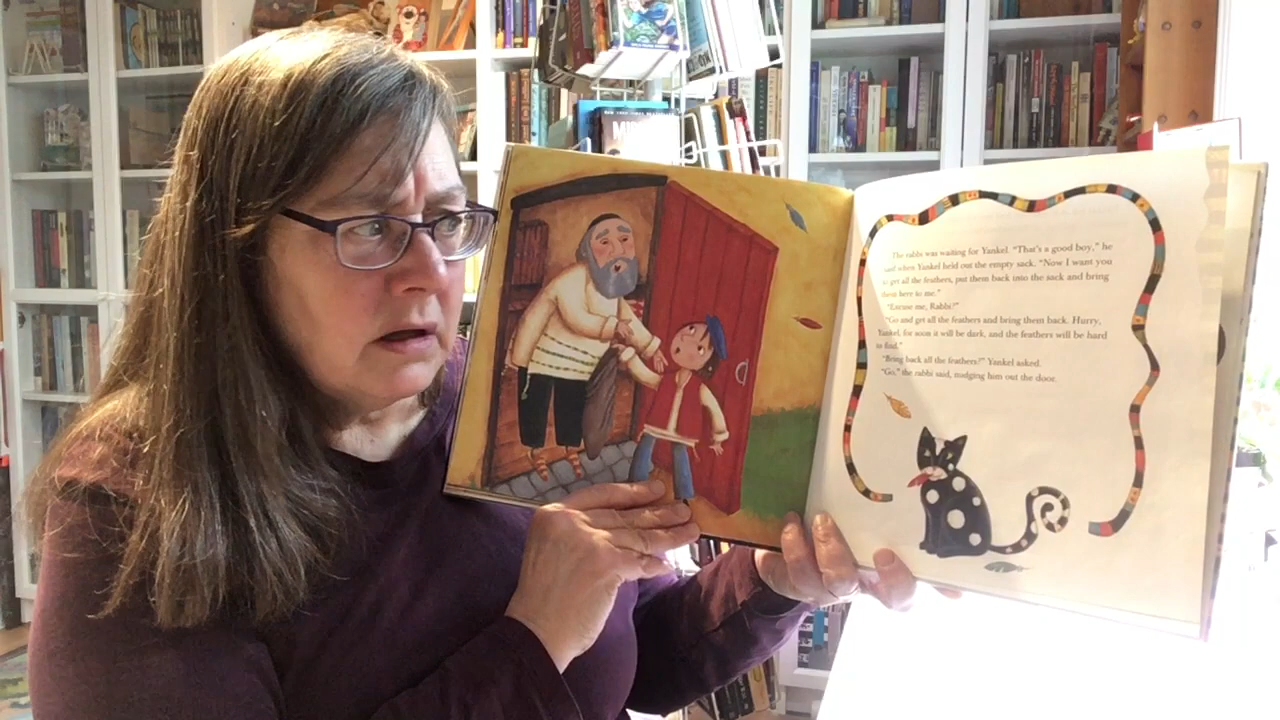 The rabbi was waiting for Yankel. "That's a good boy," he
said when Yankel held out the empty sack. "Now I want you
to get all the feathers, put them back into the sack and bring
them here to me."
"Excuse me, Rabbi?"
"Go and get all the feathers and bring them back. Hurry,
Yankel, for soon it will be dark, and the feathers will be hard
to find."
"Bring back all the feathers?" Yankel asked.
"Go," the rabbi said, nudging him out the door.